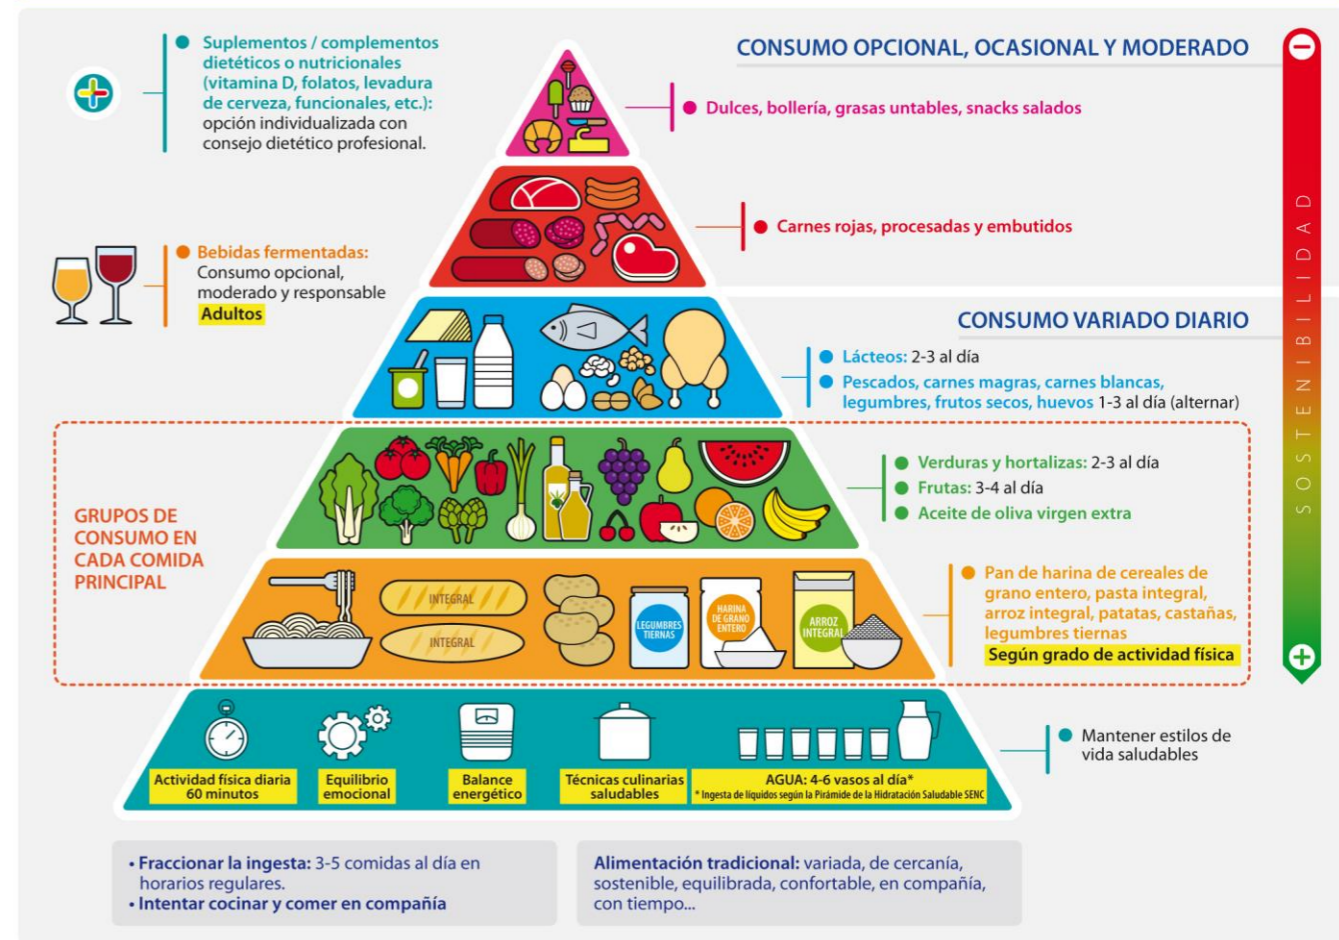 Suplementos / complementos
dietéticos o nutricionales
(vitamina D, folatos, levadura
de cerveza, funcionales, etc.):
opción individualizada con
consejo dietético profesional.
CONSUMO OPCIONAL, OCASIONAL Y MODERADO
Dulces, bollería, grasas untables, snacks salados
Carnes rojas, procesadas y embutidos
Bebidas fermentadas:
Consumo opcional,
moderado y responsable
Adultos
CONSUMO VARIADO DIARIO
Lácteos: 2-3 al día
Pescados, carnes magras, carnes blancas,
legumbres, frutos secos, huevos 1-3 al día (alternar)
SOSTENIBILIDAD
GRUPOS DE
CONSUMO EN
CADA COMIDA
PRINCIPAL
Verduras y hortalizas: 2-3 al día
Frutas: 3-4 al día
Aceite de oliva virgen extra
INTEGRAL
INTEGRAL
LEGUMBRES
TIERNAS
HARINA
DE GRANO
ENTERO
ARROZ
INTEGRAL
Pan de harina de cereales de
grano entero, pasta integral,
arroz integral, patatas, castañas,
legumbres tiernas
Según grado de actividad física
Actividad física diaria
60 minutos
Equilibrio
emocional
Balance
energético
Técnicas culinarias
saludables
AGUA: 4-6 vasos al día*
* Ingesta de líquidos según la Pirámide de la Hidratación Saludable SENC
Mantener estilos de
vida saludables
• Fraccionar la ingesta: 3-5 comidas al día en
horarios regulares.
• Intentar cocinar y comer en compañía
Alimentación tradicional: variada, de cercanía,
sostenible, equilibrada, confortable, en compañía,
con tiempo...